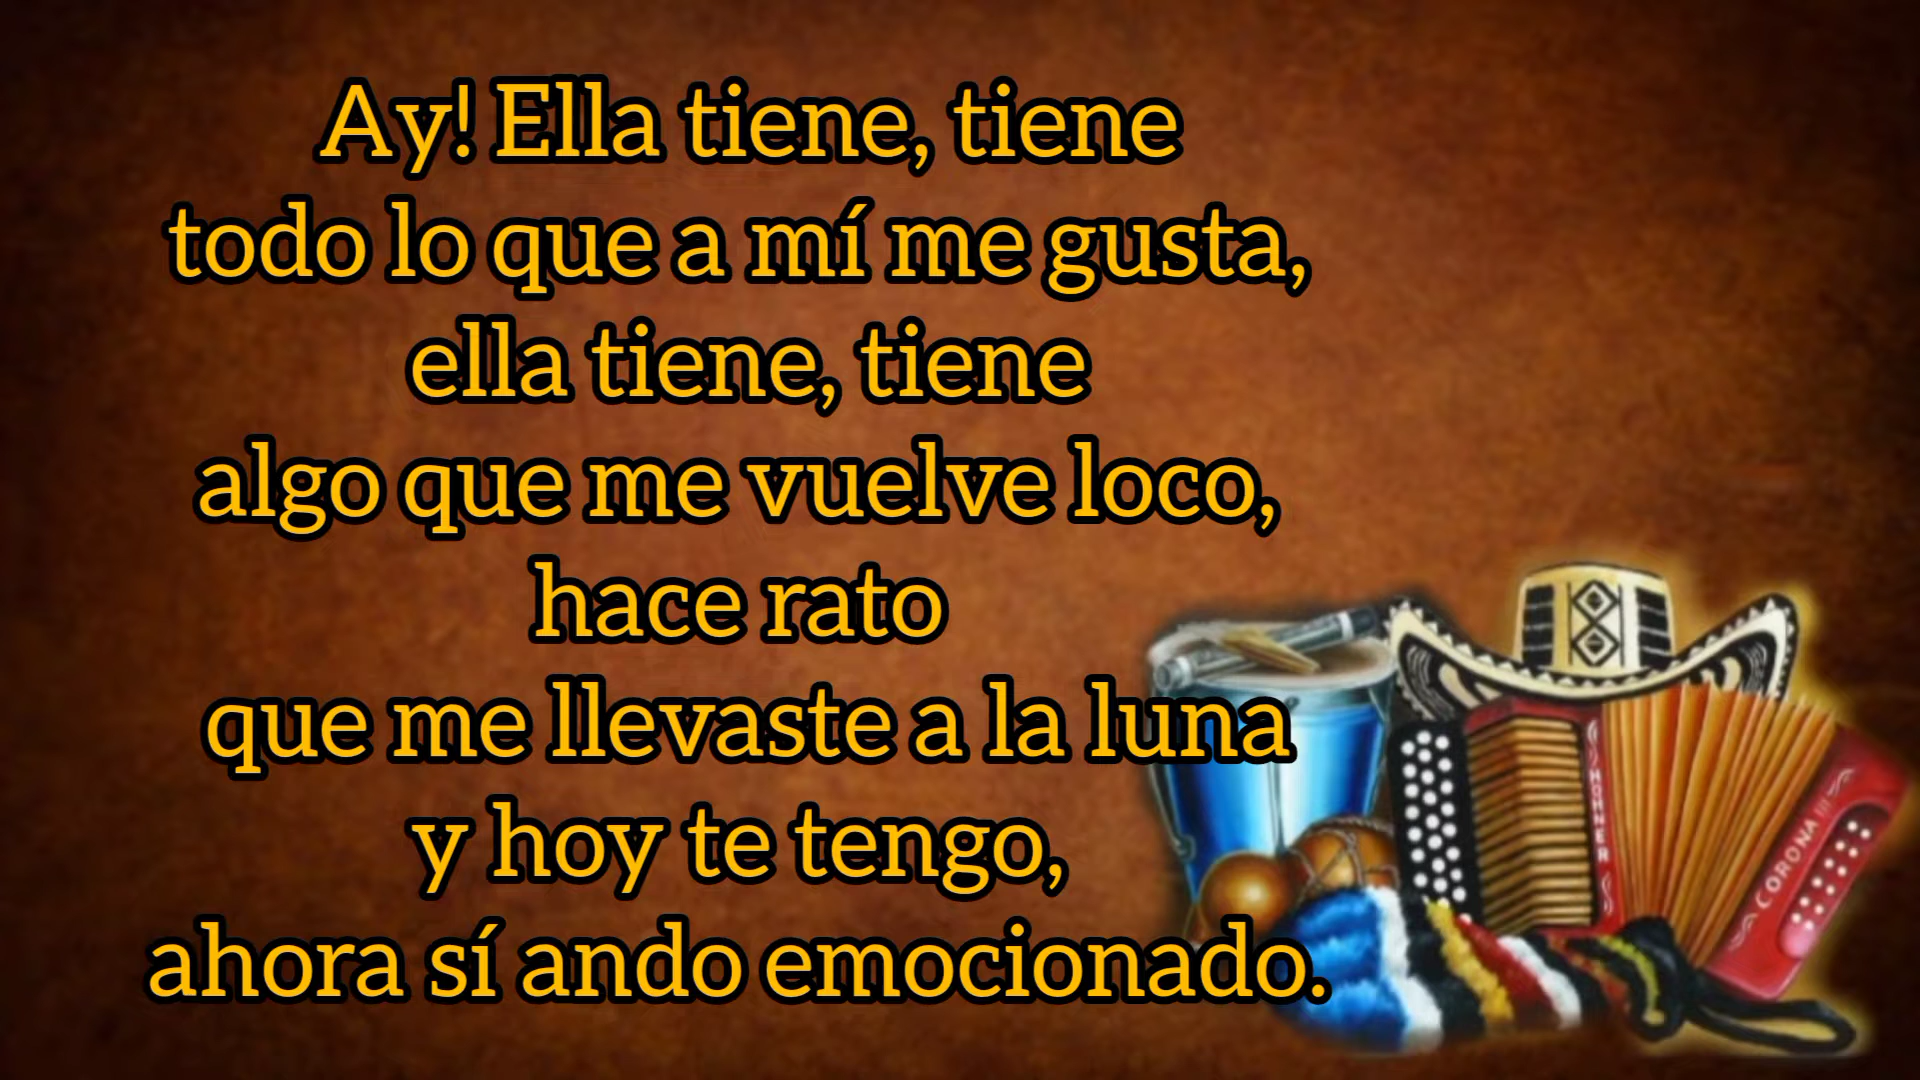 Ay! Ella tiene, tiene
todo lo que a mí me gusta,
ella tiene, tiene
algo que me vuelve loco,
hace rato
que me llevaste a la luna
y hoy te tengo,
ahora sí ando emocionado.
HOHNER
CORONA III